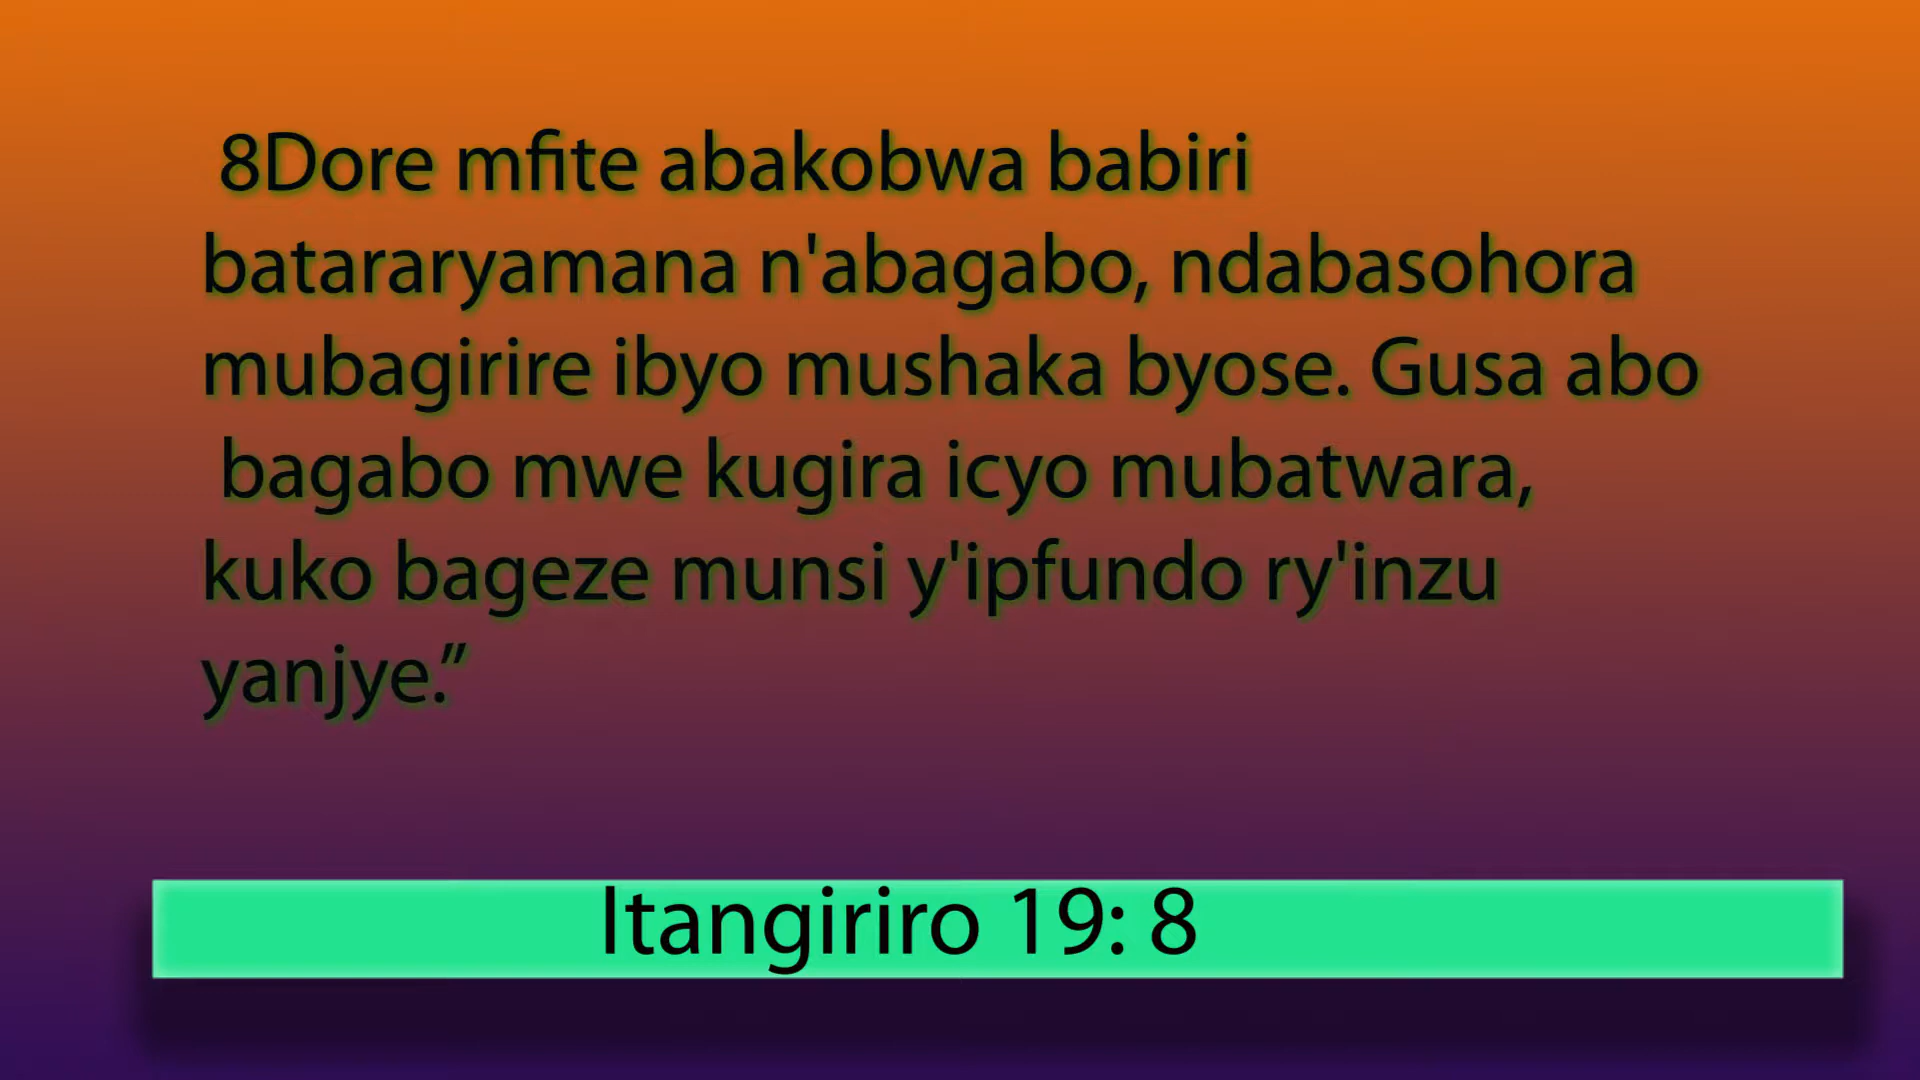 8Dore mfite abakobwa babiri
batararyamana n'abagabo, ndabasohora
mubagirire ibyo mushaka byose. Gusa abo
bagabo mwe kugira icyo mubatwara,
kuko bageze munsi y'ipfundo ry'inzu
yanjye.”
Itangiriro 19: 8